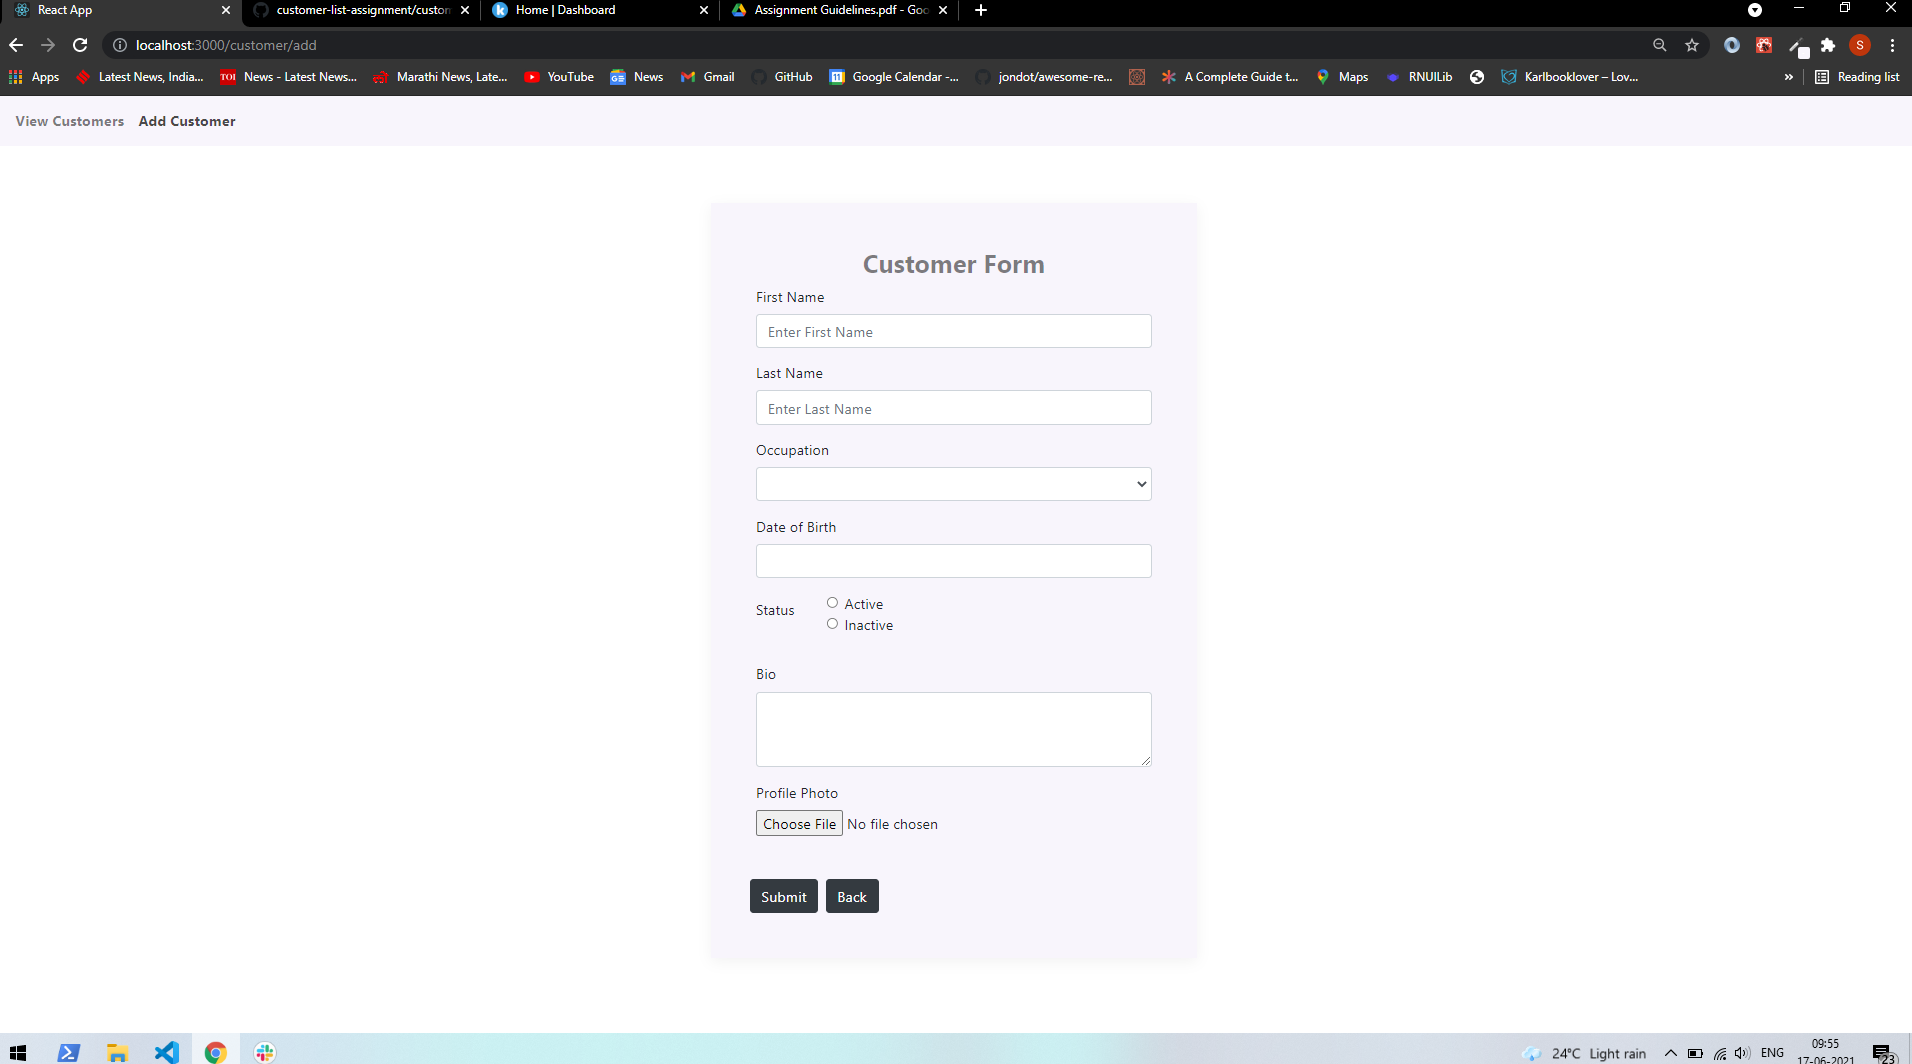 React App
customer-list-assignment/custon
Home | Dashboard
Assignment Guidelines.pdf - Goo
localhost:3000/customer/add
S
Apps
Latest News, India...
TOI
News - Latest News...
Marathi News, Late...
YouTube
GE
News
Gmail
GitHub
Google Calendar -...
jondot/awesome-re...
A Complete Guide t...
Maps
RNUILib
Karlbooklover – Lov...
»
Reading list
View Customers
Add Customer
Customer Form
First Name
Enter First Name
Last Name
Enter Last Name
Occupation
Date of Birth
Status
Active
Inactive
Bio
Profile Photo
Choose File No file chosen
Submit
Back
24°C Light rain
ENG
09:55
17-06-2021
23